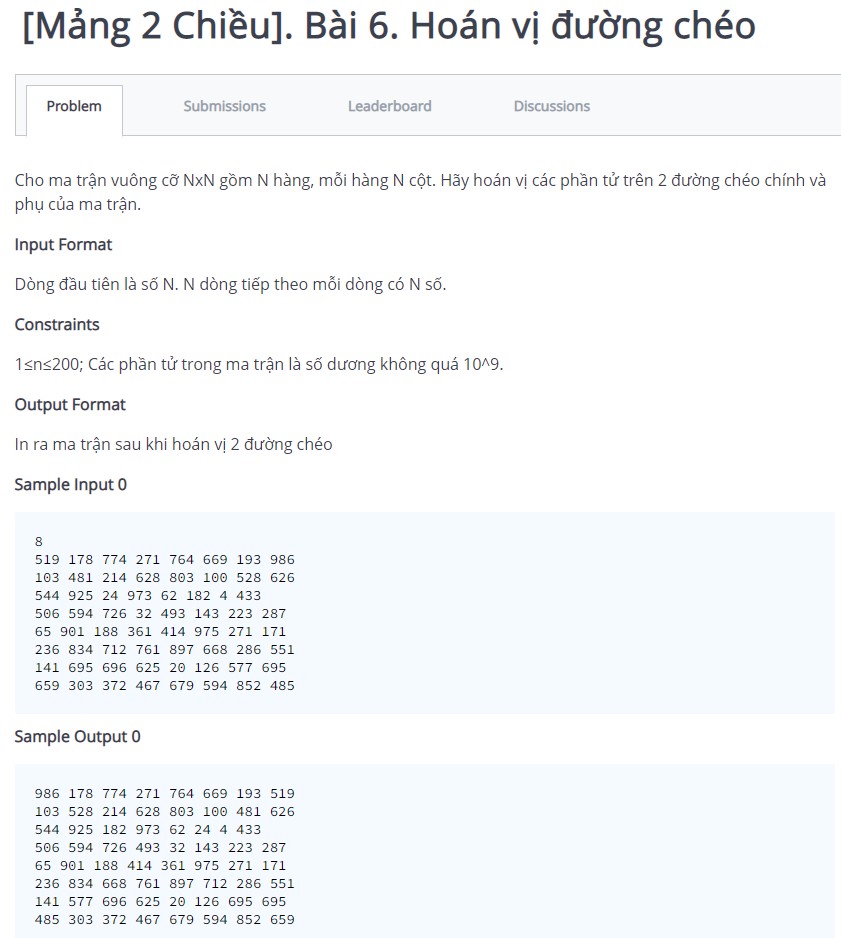 [Mảng 2 Chiều]. Bài 6. Hoán vị đường chéo
Problem Submissions Leaderboard Discussions
Cho ma trận vuông cỡ NxN gồm N hàng, mỗi hàng N cột. Hãy hoán vị các phần tử trên 2 đường chéo chính và
phụ của ma trận.
Input Format
Dòng đầu tiên là số N. N dòng tiếp theo mỗi dòng có N số.
Constraints
1≤n≤200; Các phần tử trong ma trận là số dương không quá 10^9.
Output Format
In ra ma trận sau khi hoán vị 2 đường chéo
Sample Input 0
8
519 178 774 271 764 669 193 986
103 481 214 628 803 100 528 626
544 925 24 973 62 182 4 433
506 594 726 32 493 143 223 287
65 901 188 361 414 975 271 171
236 834 712 761 897 668 286 551
141 695 696 625 20 126 577 695
659 303 372 467 679 594 852 485
Sample Output 0
986 178 774 271 764 669 193 519
103 528 214 628 803 100 481 626
544 925 182 973 62 24 4 433
506 594 726 493 32 143 223 287
65 901 188 414 361 975 271 171
236 834 668 761 897 712 286 551
141 577 696 625 20 126 695 695
485 303 372 467 679 594 852 659